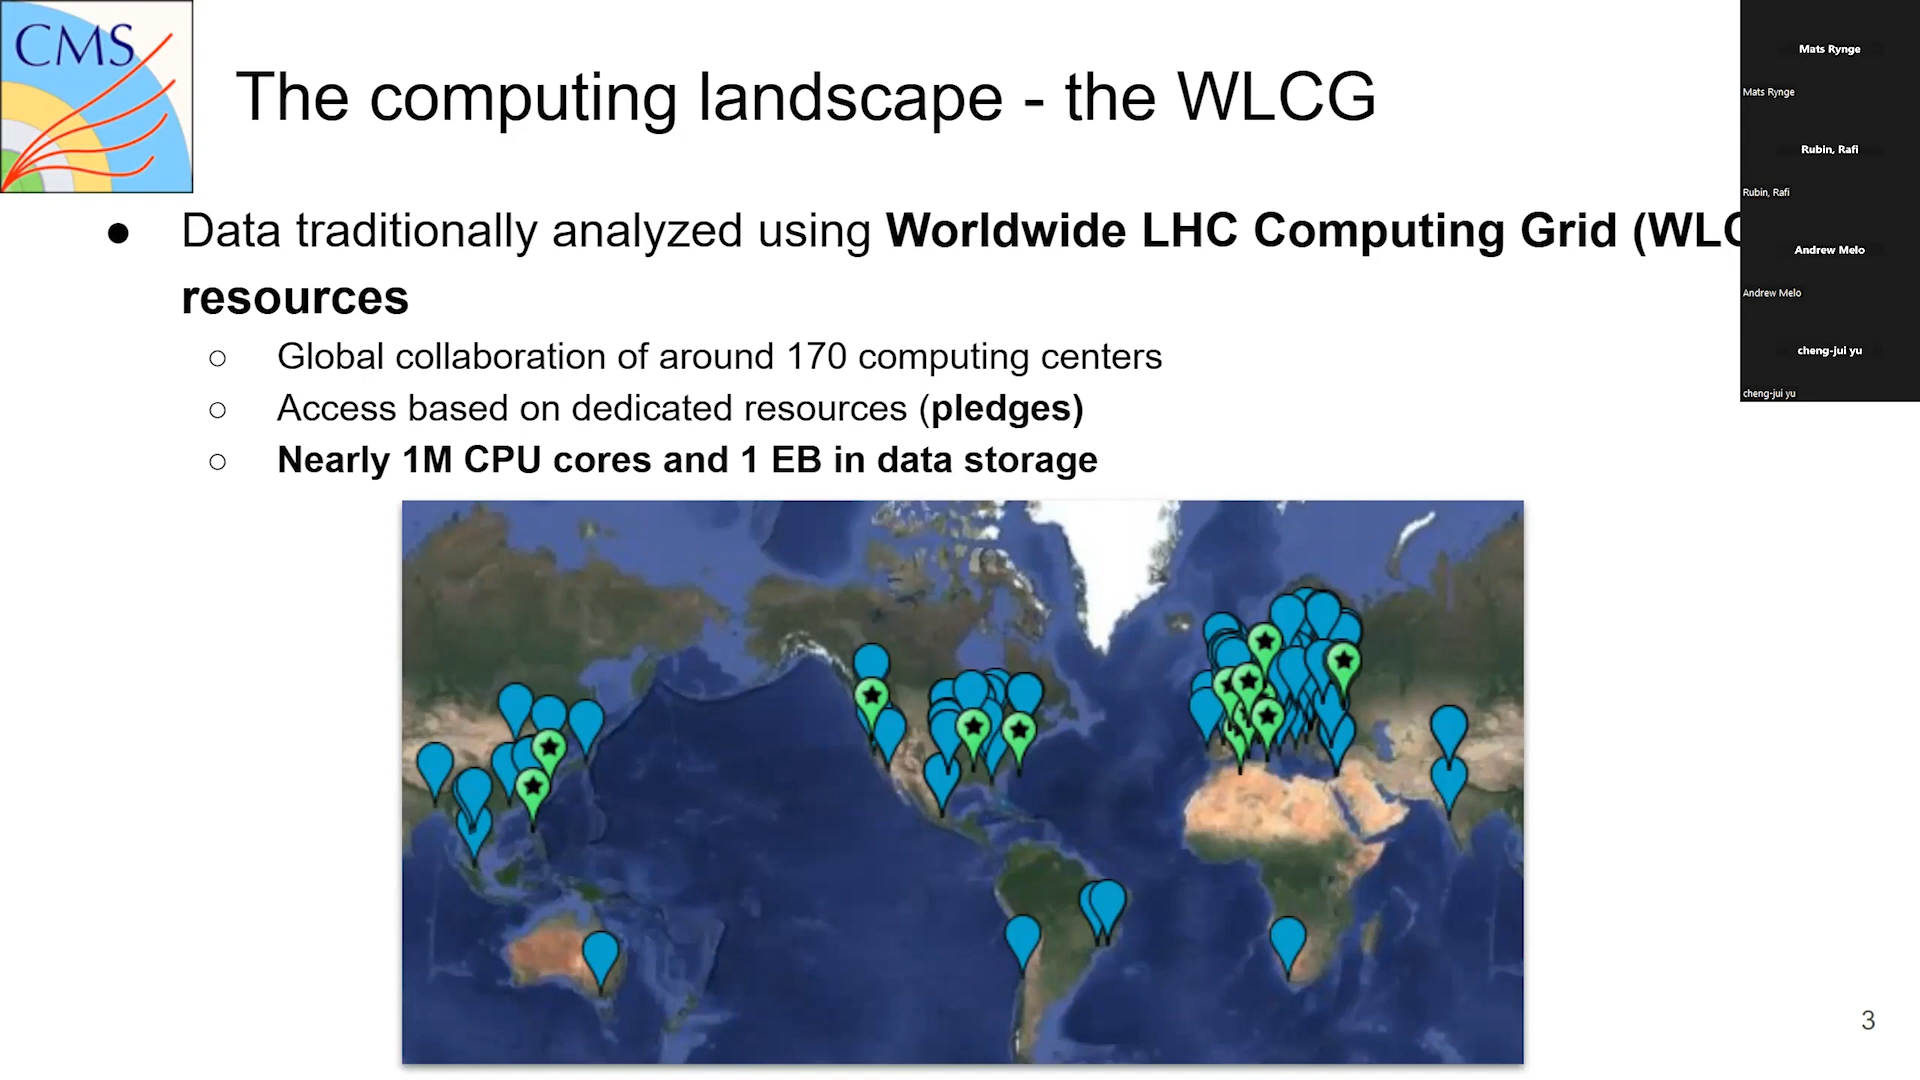 CMS
The computing landscape - the WLCG
● Data traditionally analyzed using Worldwide LHC Computing Grid (WLC
resources
○ Global collaboration of around 170 computing centers
○ Access based on dedicated resources (pledges)
○ Nearly 1M CPU cores and 1 EB in data storage
3
Mats Rynge
Mats Rynge
Rubin, Rafi
Rubin, Rafi
Andrew Melo
Andrew Melo
cheng-jui yu
cheng-jui yu